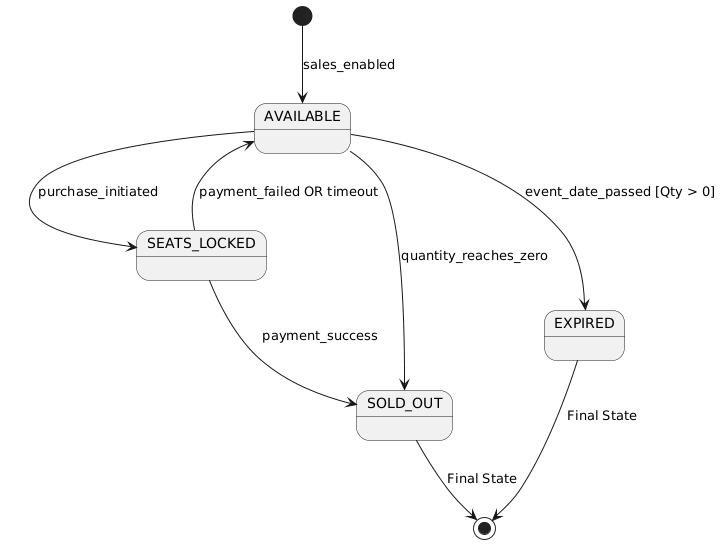 sales_enabled
AVAILABLE
purchase_initiated
payment_failed OR timeout
event_date_passed [Qty > 0]
SEATS_LOCKED
quantity_reaches_zero
EXPIRED
payment_success
SOLD_OUT
Final State
Final State